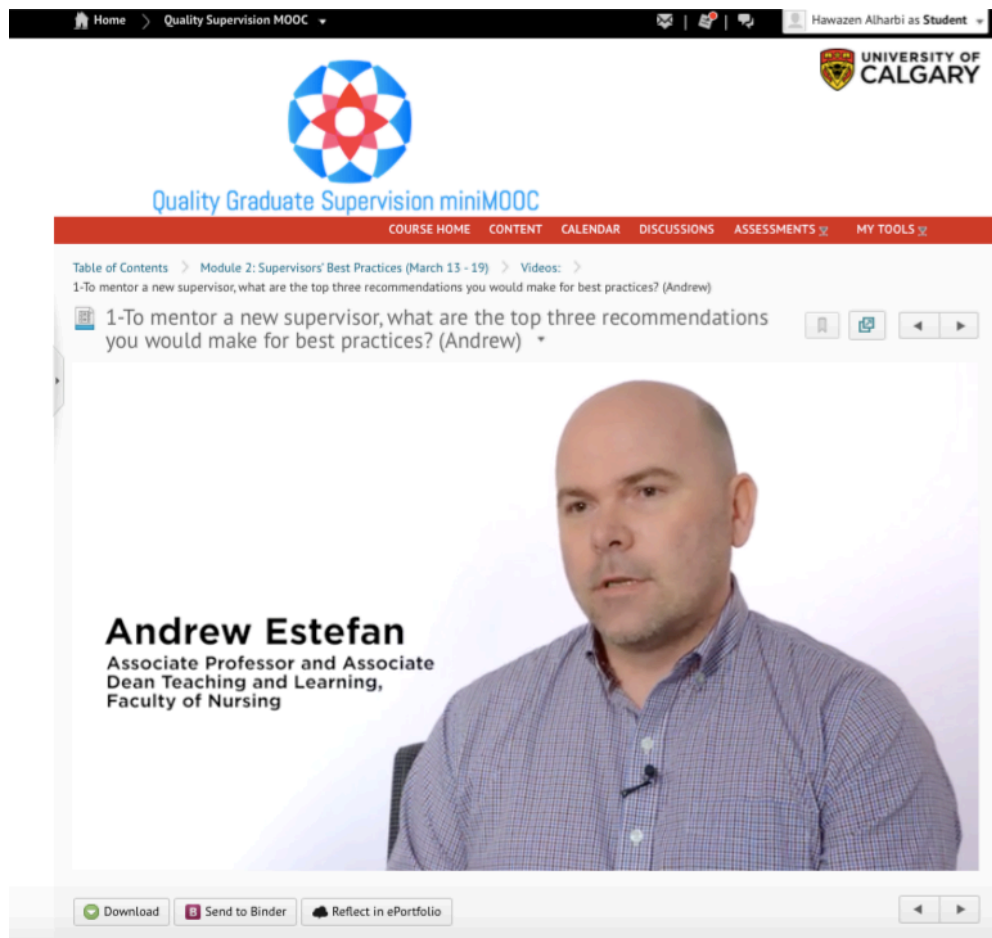 Home
Quality Supervision MOOC
Hawazen Alharbi as Student
UNIVERSITY OF
CALGARY
Quality Graduate Supervision miniMOOC
COURSE HOME CONTENT CALENDAR DISCUSSIONS ASSESSMENTS MY TOOLS
Table of Contents > Module 2: Supervisors' Best Practices (March 13 - 19) > Videos: >
1-To mentor a new supervisor, what are the top three recommendations you would make for best practices? (Andrew)
1-To mentor a new supervisor, what are the top three recommendations
you would make for best practices? (Andrew)
Andrew Estefan
Associate Professor and Associate
Dean Teaching and Learning,
Faculty of Nursing
Download
B Send to Binder
Reflect in ePortfolio